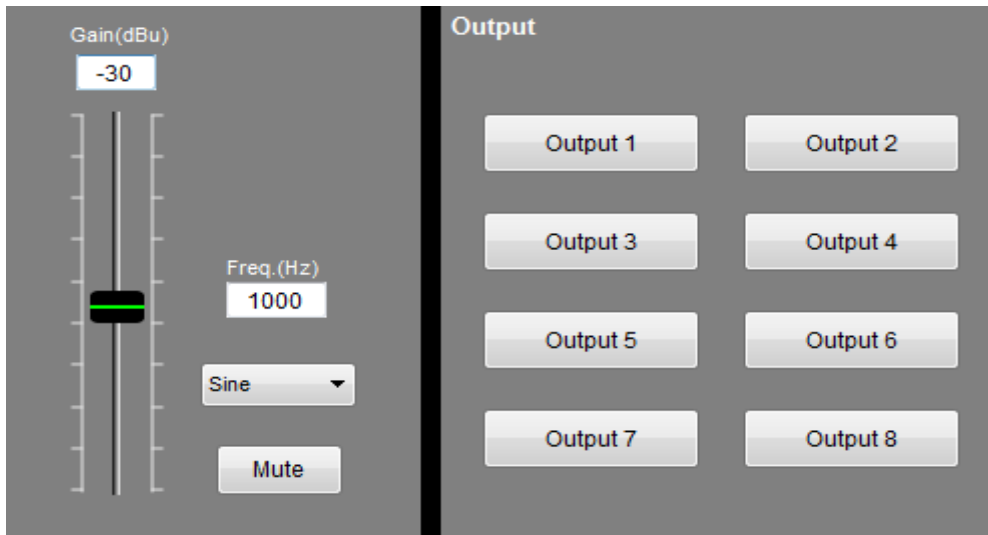 Gain(dBu)
-30
Freq.(Hz)
1000
Sine
Mute
Output
Output 1
Output 2
Output 3
Output 4
Output 5
Output 6
Output 7
Output 8